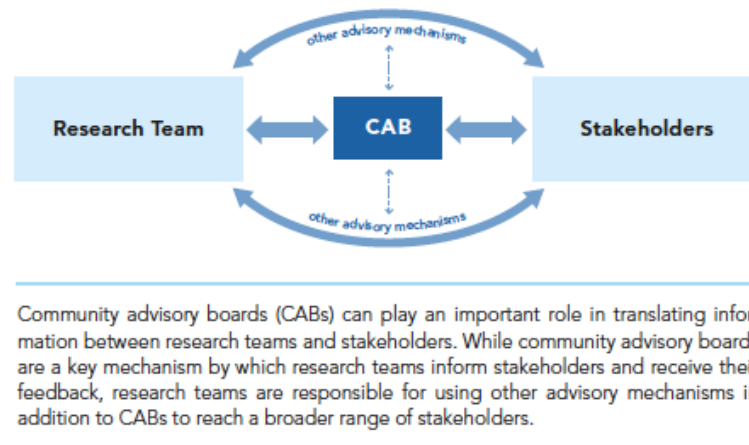 other advisory mechanisms
Research Team
CAB
Stakeholders
other advisory mechanisms
Community advisory boards (CABs) can play an important role in translating infor
mation between research teams and stakeholders. While community advisory board
are a key mechanism by which research teams inform stakeholders and receive thei
feedback, research teams are responsible for using other advisory mechanisms i
addition to CABs to reach a broader range of stakeholders.